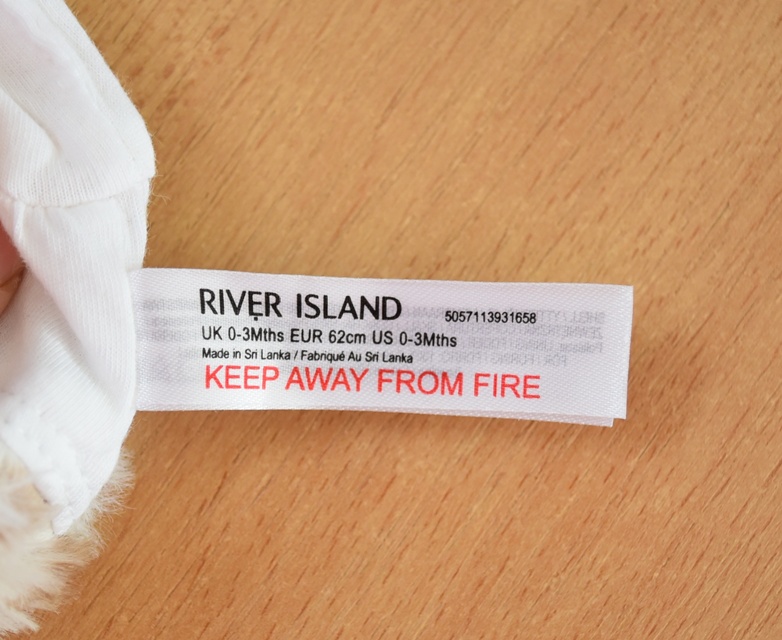 RIVER ISLAND 5057113931658
UK 0-3Mths EUR 62cm US 0-3Mths
Made in Sri Lanka / Fabriqué Au Sri Lanka
KEEP AWAY FROM FIRE